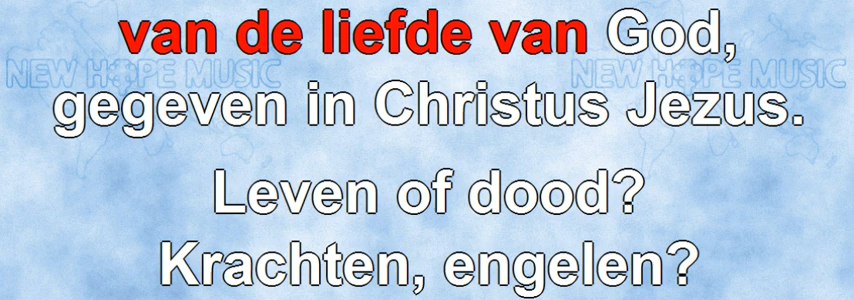 van de liefde van God,
NEW HOPE MUSIC NEW HOPE MUSIC
gegeven in Christus Jezus.
Leven of dood?
Krachten, engelen?